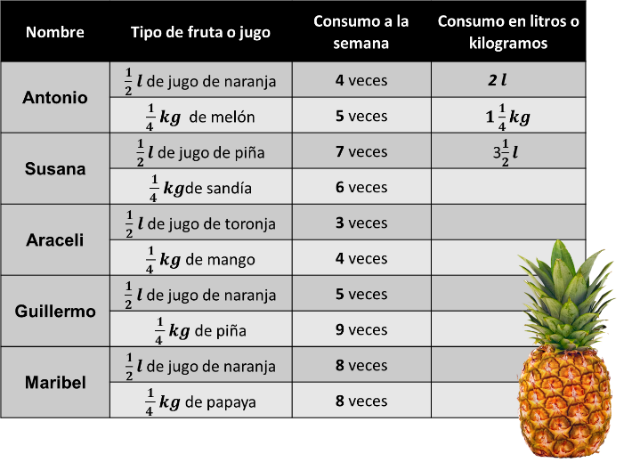 Nombre Tipo de fruta o jugo Consumo a la semana Consumo en litros o kilogramos
Antonio
1/2 l de jugo de naranja 4 veces 2 l
1/4 kg de melón 5 veces 1 1/4 kg
Susana
1/2 l de jugo de piña 7 veces 3 1/2 l
1/4 kg de sandía 6 veces
Araceli
1/2 l de jugo de toronja 3 veces
1/4 kg de mango 4 veces
Guillermo
1/2 l de jugo de naranja 5 veces
1/4 kg de piña 9 veces
Maribel
1/2 l de jugo de naranja 8 veces
1/4 kg de papaya 8 veces